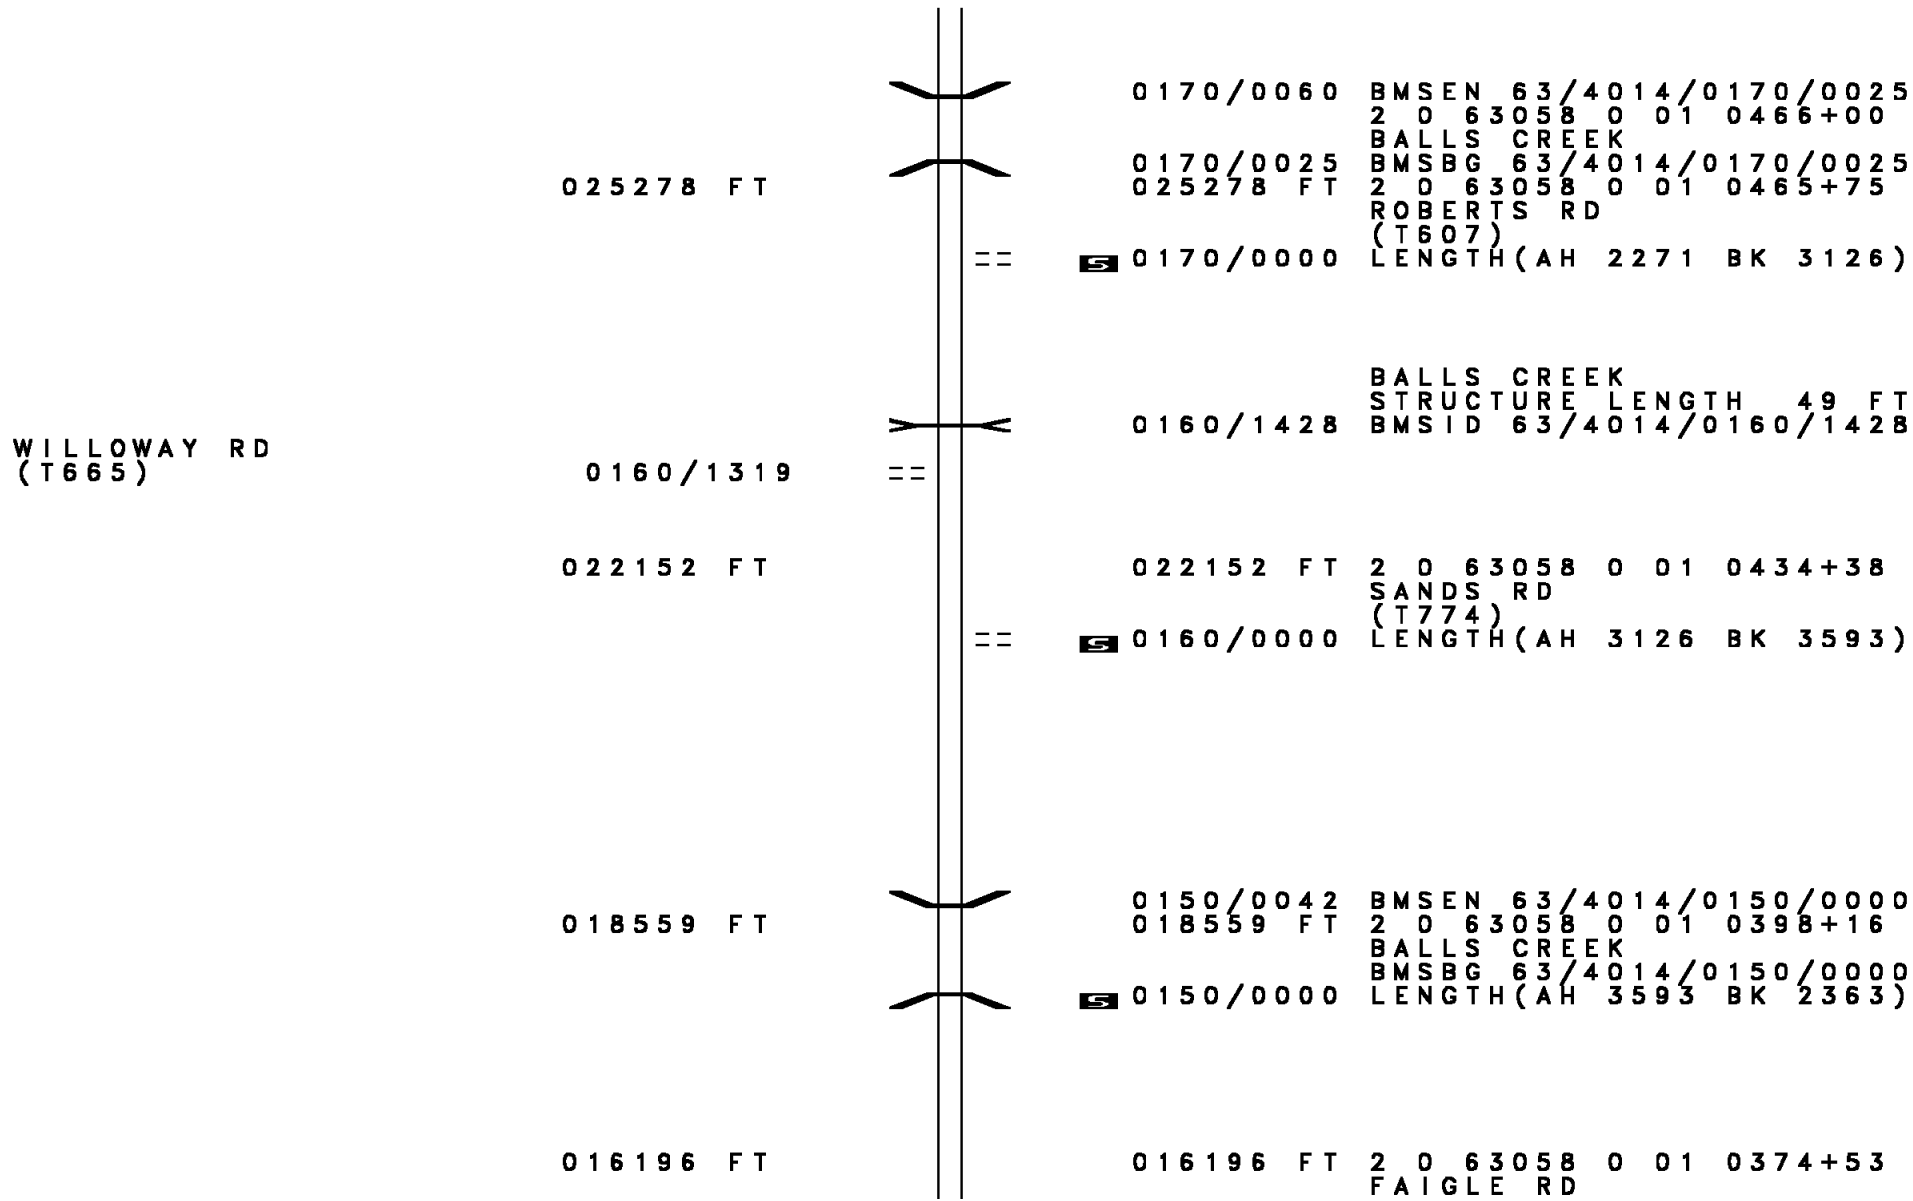 0170/0060 BMSEN 63/4014/0170/0025
2 0 63058 0 01 0466+00
BALLS CREEK
0170/0025 BMSBG 63/4014/0170/0025
025278 FT 025278 FT 2 0 63058 0 01 0465+75
ROBERTS RD
(T607)
== S 0170/0000 LENGTH(AH 2271 BK 3126)
BALLS CREEK
STRUCTURE LENGTH 49 FT
0160/1428 BMSID 63/4014/0160/1428
WILLOWAY RD
(T665) 0160/1319 ==
022152 FT 022152 FT 2 0 63058 0 01 0434+38
SANDS RD
(T774)
== S 0160/0000 LENGTH(AH 3126 BK 3593)
0150/0042 BMSEN 63/4014/0150/0000
018559 FT 018559 FT 2 0 63058 0 01 0398+16
BALLS CREEK
BMSBG 63/4014/0150/0000
S 0150/0000 LENGTH(AH 3593 BK 2363)
016196 FT 016196 FT 2 0 63058 0 01 0374+53
FAIGLE RD